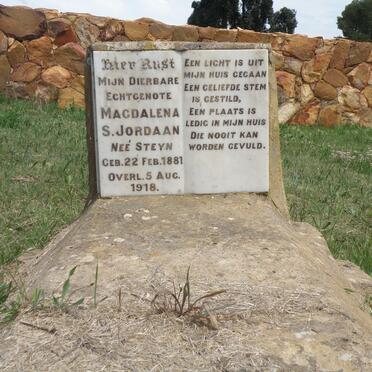 Hier Rust
Mijn Dierbare
Echtgenote
Magdalena
S. Jordaan
Neé Steyn
Geb. 22 Feb. 1881
Overl. 5 Aug.
1918.
Een licht is uit
mijn huis gegaan
Een geliefde stem
is gestild,
Een plaats is
ledig in mijn huis
Die nooit kan
worden gevuld.